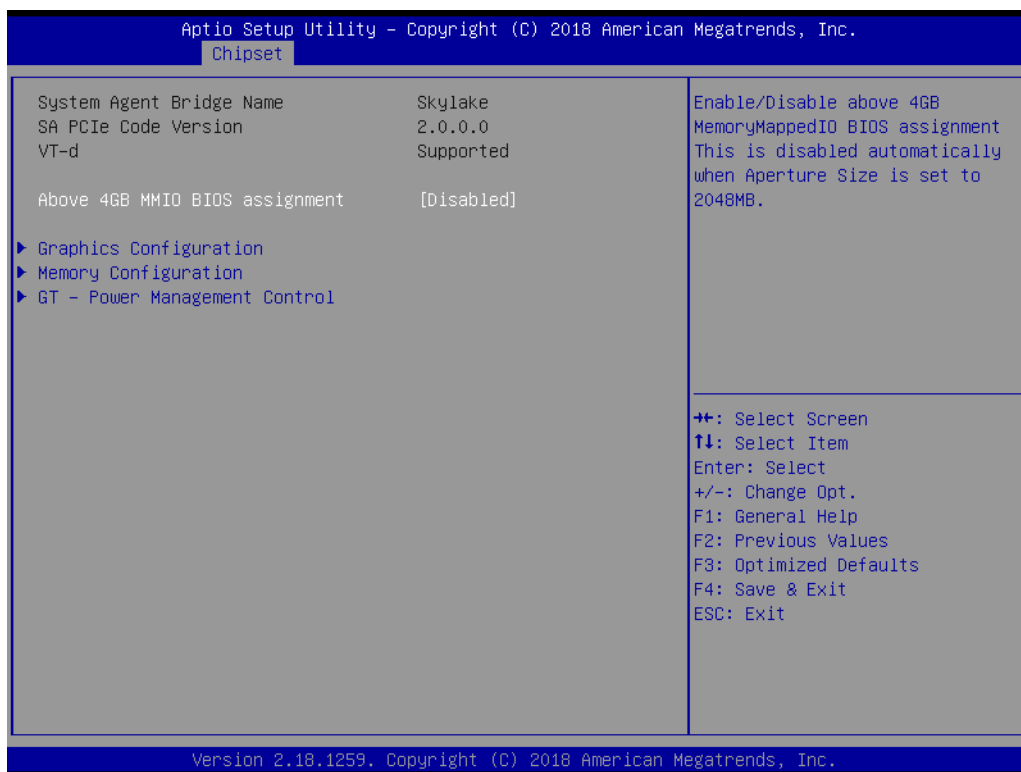 Aptio Setup Utility – Copyright (C) 2018 American Megatrends, Inc.
Chipset
System Agent Bridge Name Skylake
SA PCIe Code Version 2.0.0.0
VT-d Supported
Above 4GB MMIO BIOS assignment [Disabled]
Graphics Configuration
Memory Configuration
GT – Power Management Control
Enable/Disable above 4GB
MemoryMappedIO BIOS assignment
This is disabled automatically
when Aperture Size is set to
2048MB.
→←: Select Screen
↑↓: Select Item
Enter: Select
+/-: Change Opt.
F1: General Help
F2: Previous Values
F3: Optimized Defaults
F4: Save & Exit
ESC: Exit
Version 2.18.1259. Copyright (C) 2018 American Megatrends, Inc.